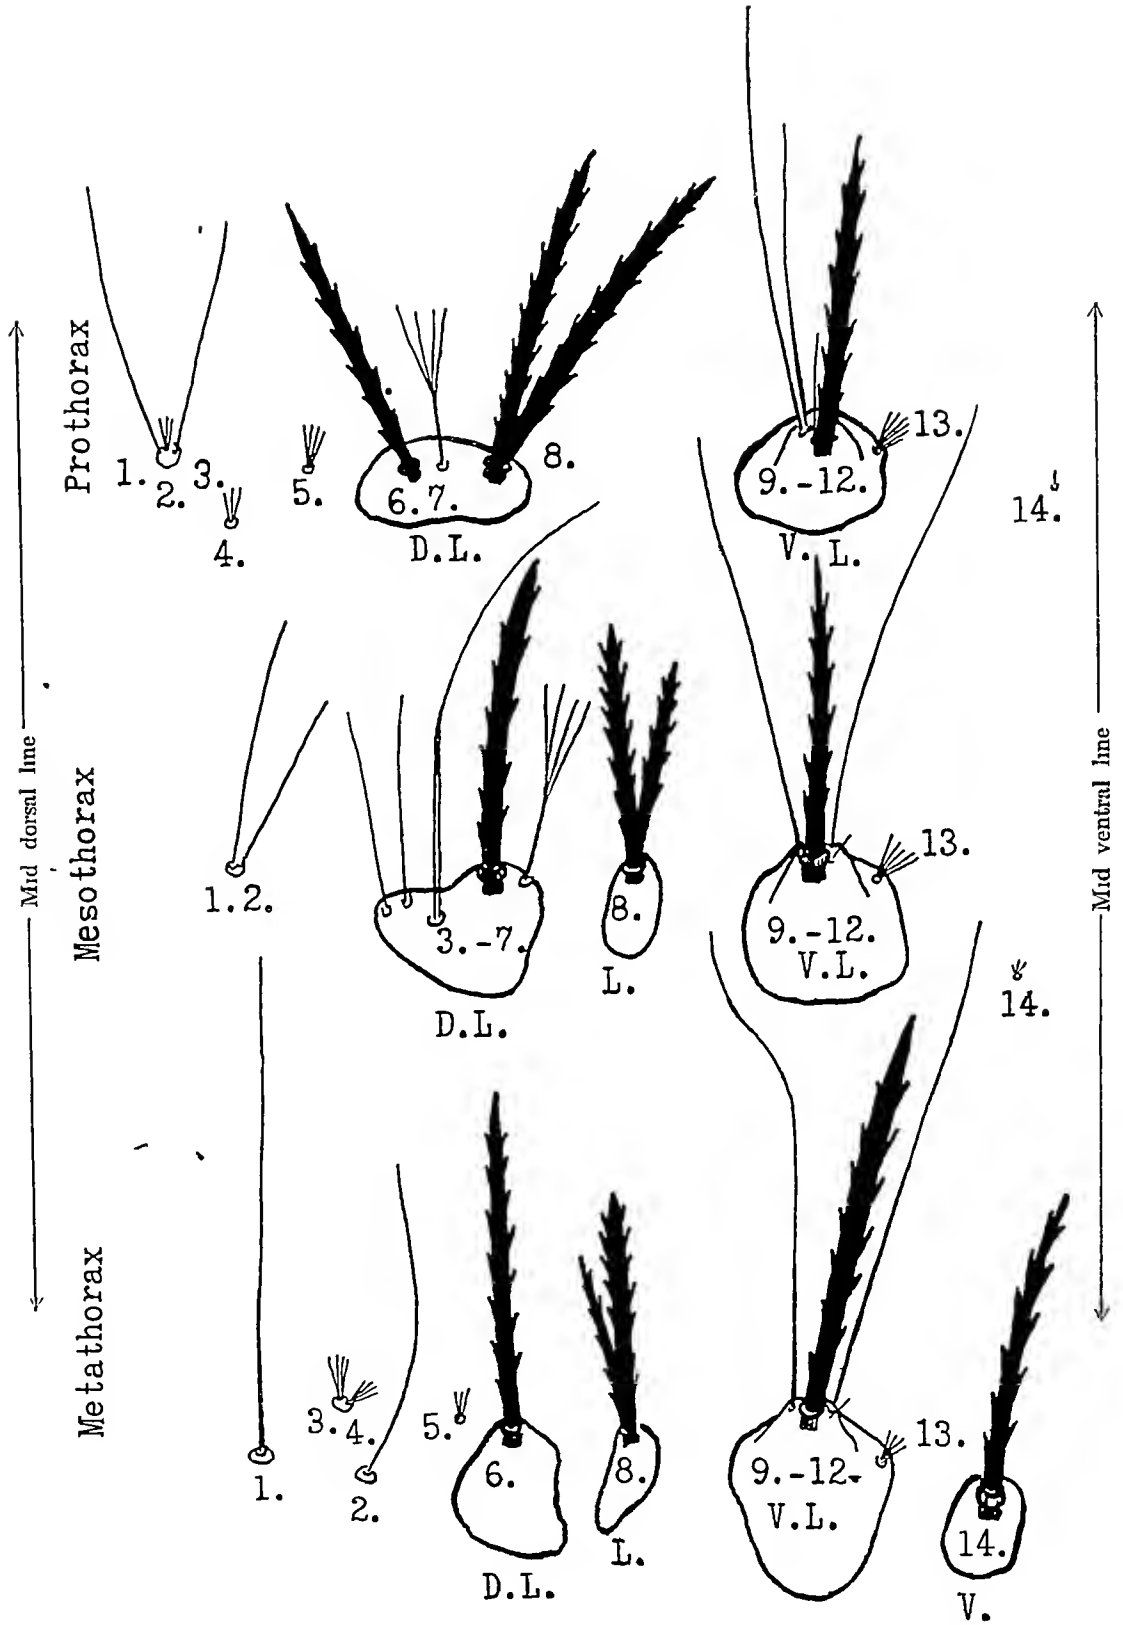 Prothorax
1. 2. 3.
4.
5.
6. 7.
8.
D.L.
9.-12.
13.
V. L.
14.
Mid dorsal line
Mesothorax
1.2.
3.-7.
D.L.
8.
L.
9.-12.
V.L.
13.
14.
Mid ventral line
Metathorax
1.
2.
3. 4.
5.
6.
D.L.
8.
L.
9.-12.
V.L.
13.
14.
V.